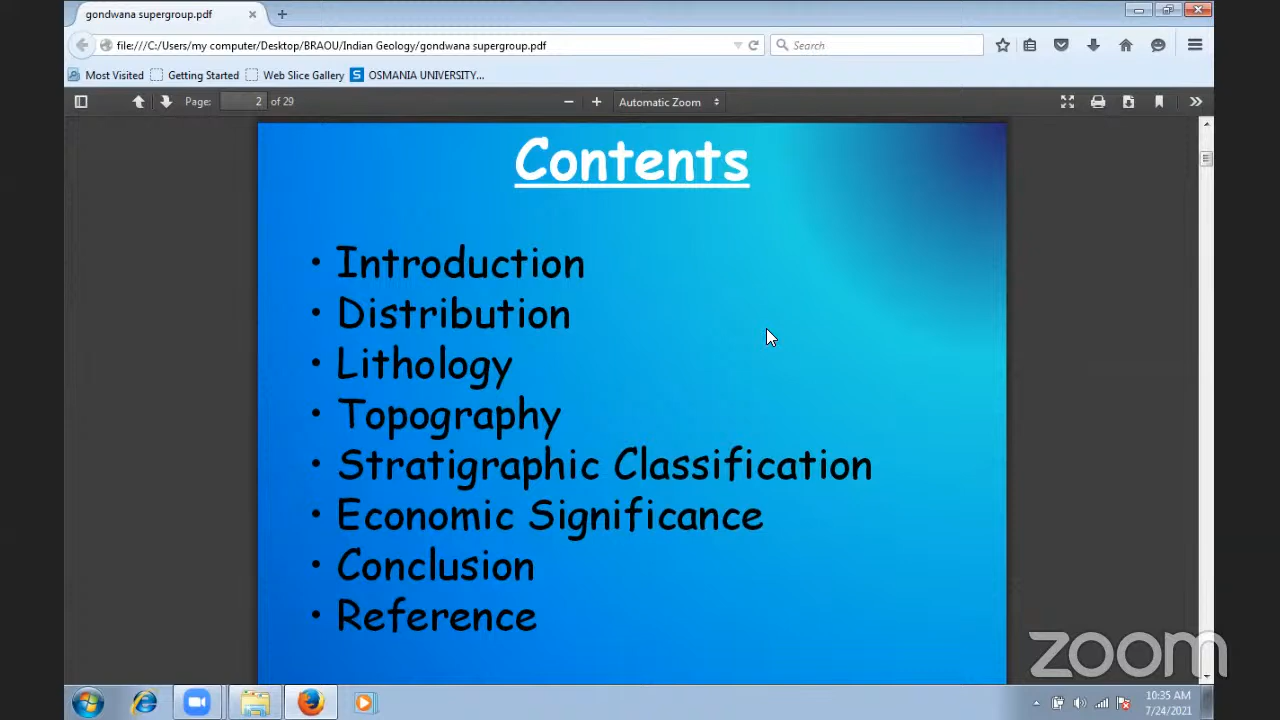 gondwana supergroup.pdf
file:///C:/Users/my computer/Desktop/BRAOU/Indian Geology/gondwana supergroup.pdf
Search
Most Visited
Getting Started
Web Slice Gallery
S
OSMANIA UNIVERSITY...
Page:
2
of 29
Automatic Zoom
Contents
• Introduction
• Distribution
• Lithology
• Topography
• Stratigraphic Classification
• Economic Significance
• Conclusion
• Reference
zoom
10:35 AM
7/24/2021